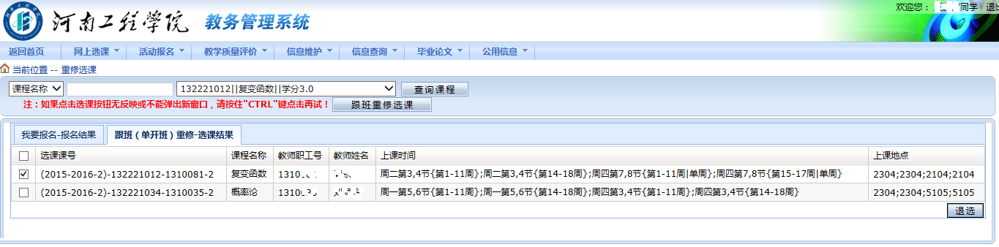 河南工程学院 教务管理系统
欢迎您： 同学 退出
返回首页 网上选课 活动报名 教学质量评价 信息维护 信息查询 毕业论文 公用信息
当前位置 -- 重修选课
课程名称 132221012||复变函数||学分3.0 查询课程
注：如果点击选课按钮无反映或不能弹出新窗口，请按住"CTRL"键点击再试！ 跟班重修选课
我要报名-报名结果 跟班（单开班）重修-选课结果
选课课号 课程名称 教师职工号 教师姓名 上课时间 上课地点
(2015-2016-2)-132221012-1310081-2 复变函数 周二第3,4节{第1-11周};周二第3,4节{第14-18周};周四第7,8节{第1-11周|单周};周四第7,8节{第15-17周|单周} 2304;2304;2104;2104
(2015-2016-2)-132221034-1310035-2 概率论 周一第5,6节{第1-11周};周一第5,6节{第14-18周};周四第3,4节{第1-11周};周四第3,4节{第14-18周} 2304;2304;5105;5105
退选